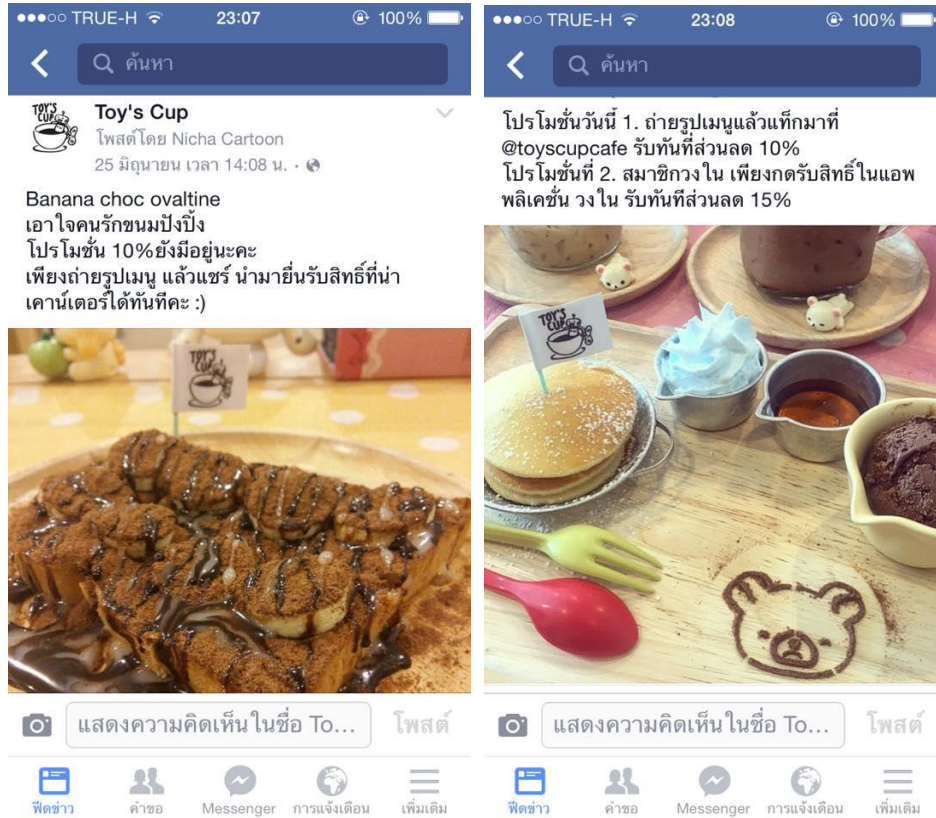 TRUE-H
23:07
100%
ค้นหา
TOY'S
CUP
Toy's Cup
โพสต์โดย Nicha Cartoon
25 มิถุนายน เวลา 14:08 น. ·
Banana choc ovaltine
เอาใจคนรักขนมปังปิ้ง
โปรโมชั่น 10%ยังมีอยู่นะคะ
เพียงถ่ายรูปเมนู แล้วแชร์ นำมายื่นรับสิทธิ์ที่น่า
เคาน์เตอร์ได้ทันทีคะ :)
TOY'S
CUP
แสดงความคิดเห็นในชื่อ To...
โพสต์
ฟีดข่าว
คำขอ
Messenger
การแจ้งเตือน
เพิ่มเติม
TRUE-H
23:08
100%
ค้นหา
โปรโมชั่นวันนี้ 1. ถ่ายรูปเมนูแล้วแท็กมาที่
@toyscupcafe รับทันที่ส่วนลด 10%
โปรโมชั่นที่ 2. สมาชิกวงใน เพียงกดรับสิทธิ์ในแอพ
พลิเคชั่น วงใน รับทันทีส่วนลด 15%
TOY'S
CUP
แสดงความคิดเห็นในชื่อ To...
โพสต์
ฟีดข่าว
คำขอ
Messenger
การแจ้งเตือน
เพิ่มเติม